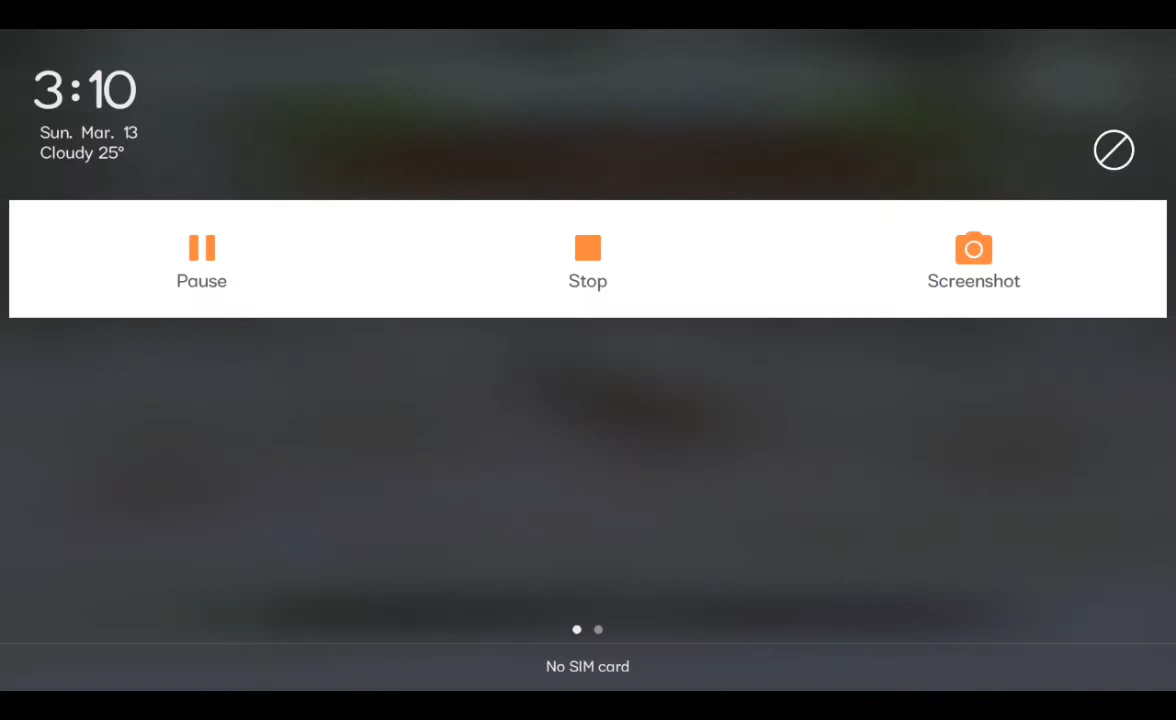 3:10
Sun. Mar. 13
Cloudy 25°
Pause
Stop
Screenshot
No SIM card